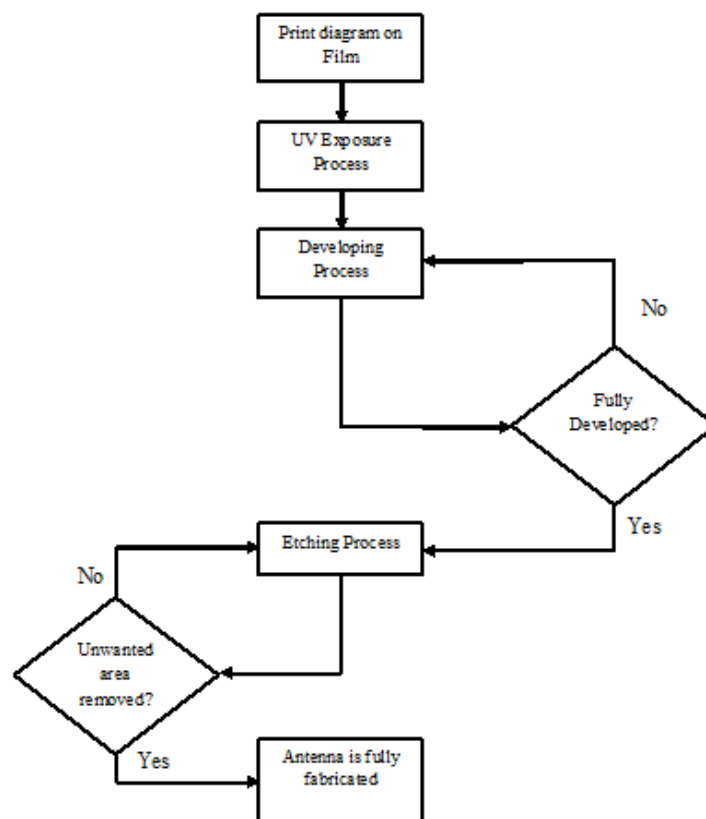 Print diagram on
Film
UV Exposure
Process
Developing
Process
No
Fully
Developed?
Yes
Etching Process
No
Unwanted
area
removed?
Yes
Antenna is fully
fabricated